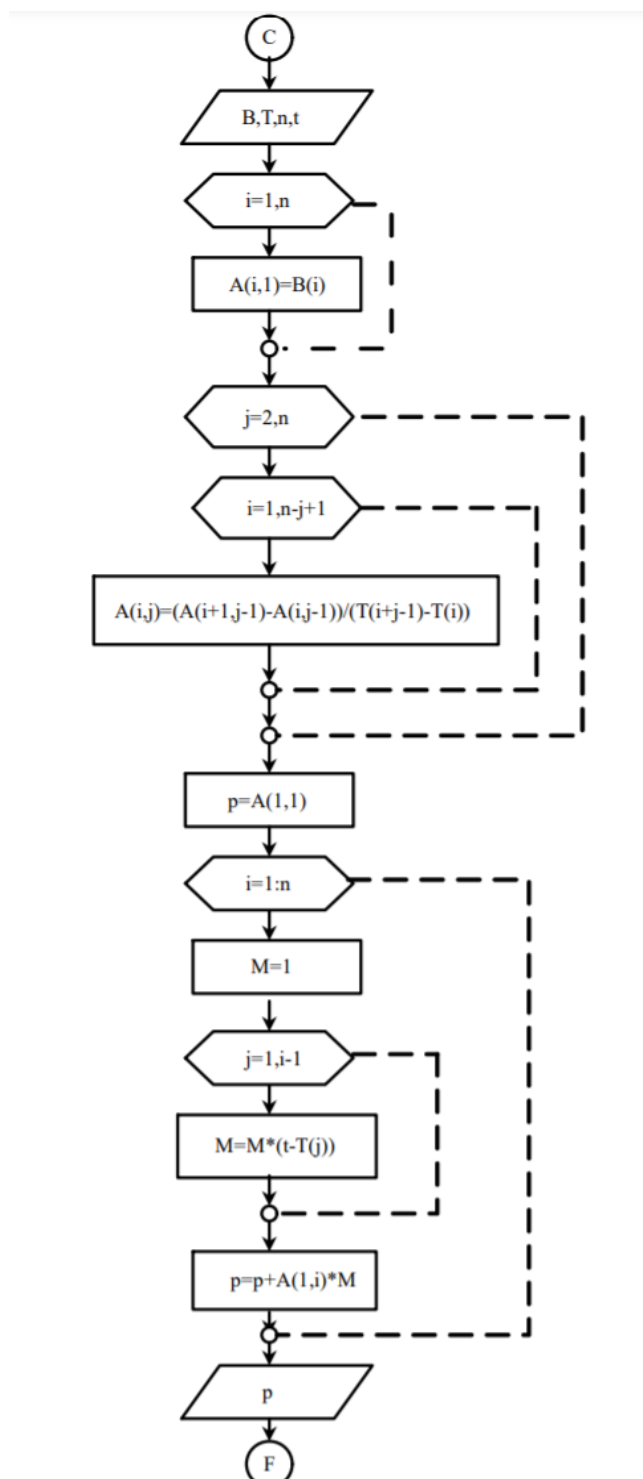 C
B,T,n,t
i=1,n
A(i,1)=B(i)
j=2,n
i=1,n-j+1
A(i,j)=(A(i+1,j-1)-A(i,j-1))/(T(i+j-1)-T(i))
p=A(1,1)
i=1:n
M=1
j=1,i-1
M=M*(t-T(j))
p=p+A(1,i)*M
p
F